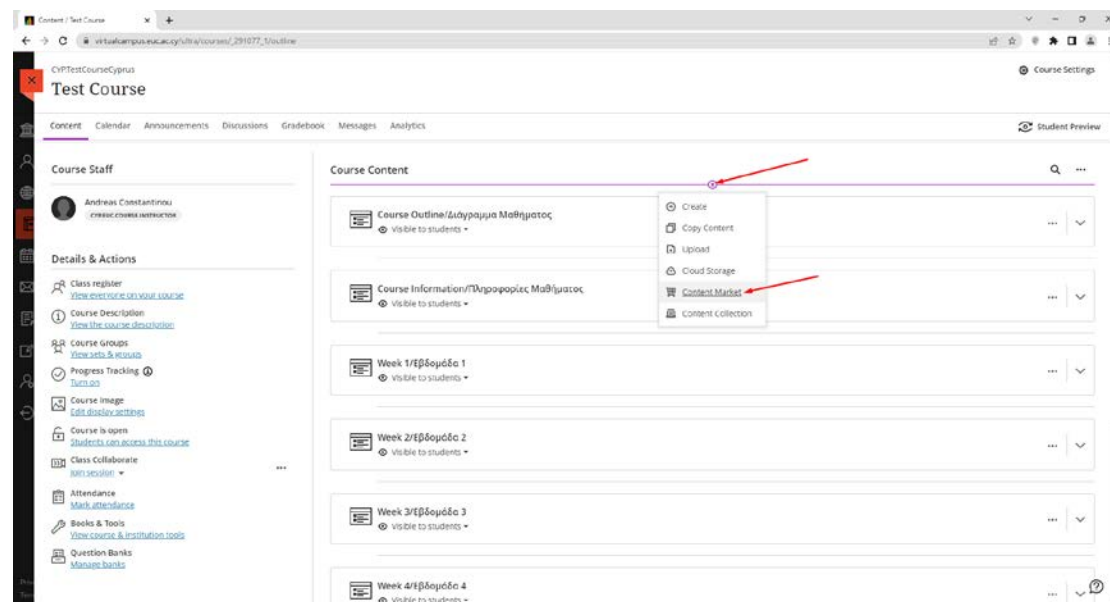 Content / Test Course
virtualcampus.euc.ac.cy/ultra/courses/_291077_1/outline
CYPTestCourseCyprus
Test Course
Course Settings
Content Calendar Announcements Discussions Gradebook Messages Analytics
Student Preview
Course Staff
Andreas Constantinou
CYPEUC COURSE INSTRUCTOR
Details & Actions
Class register
View everyone on your course
Course Description
View the course description
Course Groups
View sets & groups
Progress Tracking
Turn on
Course Image
Edit display settings
Course is open
Students can access this course
Class Collaborate
Join session
Attendance
Mark attendance
Books & Tools
View course & institution tools
Question Banks
Manage banks
Course Content
Create
Copy Content
Upload
Cloud Storage
Content Market
Content Collection
Course Outline/Διάγραμμα Μαθήματος
Visible to students
Course Information/Πληροφορίες Μαθήματος
Visible to students
Week 1/Εβδομάδα 1
Visible to students
Week 2/Εβδομάδα 2
Visible to students
Week 3/Εβδομάδα 3
Visible to students
Week 4/Εβδομάδα 4
Visible to students